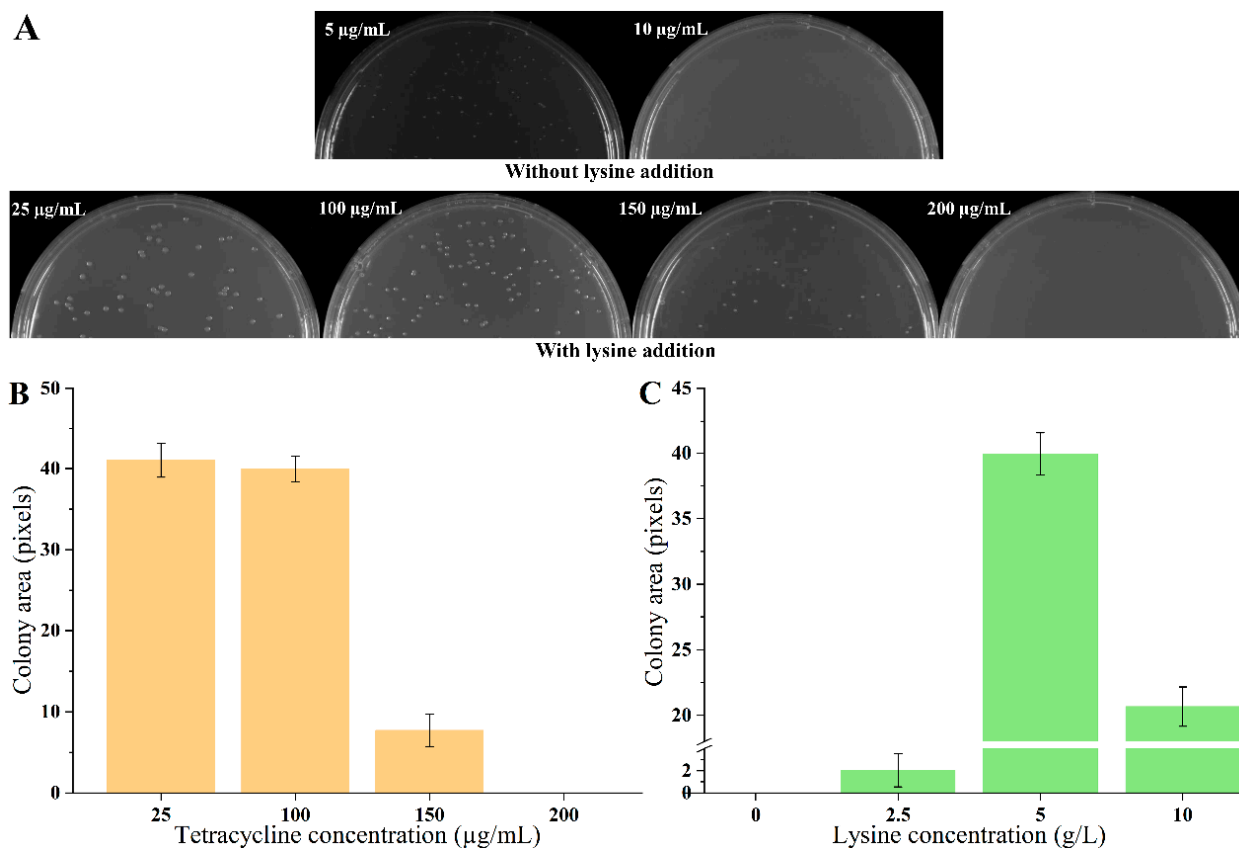 A
5 µg/mL
10 µg/mL
Without lysine addition
25 µg/mL
100 µg/mL
150 µg/mL
200 µg/mL
With lysine addition
B
50
40
30
20
10
0
Colony area (pixels)
25 100 150 200
Tetracycline concentration (µg/mL)
C
45
40
35
30
25
20
2
0
Colony area (pixels)
0 2.5 5 10
Lysine concentration (g/L)